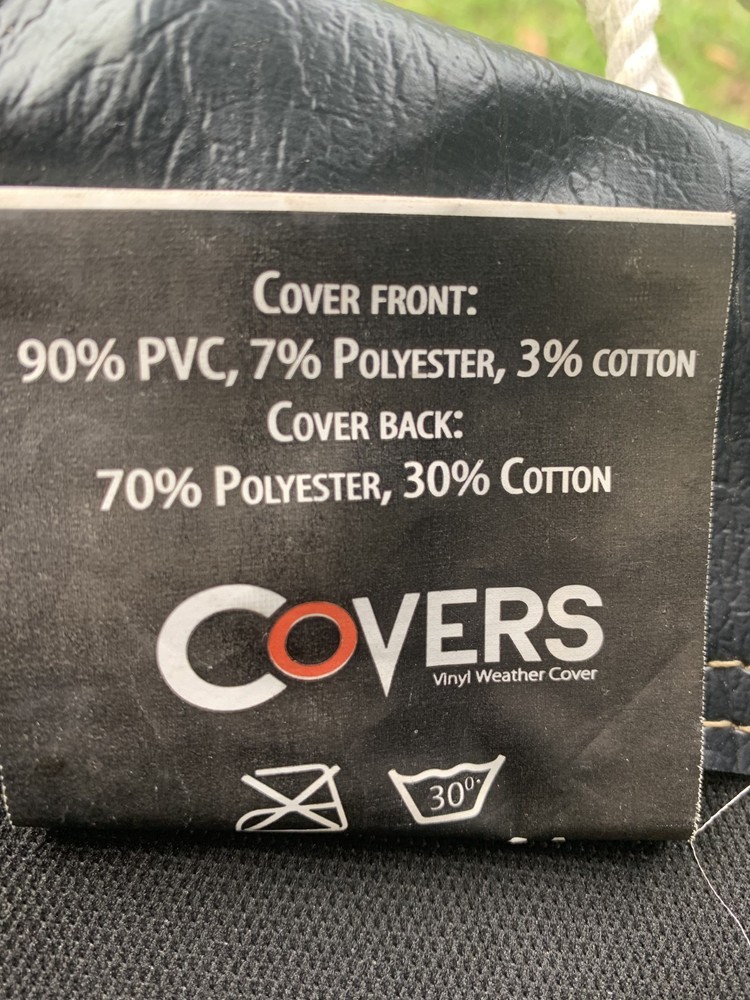 COVER FRONT:
90% PVC, 7% POLYESTER, 3% COTTON
COVER BACK:
70% POLYESTER, 30% COTTON
COVERS
Vinyl Weather Cover
30°